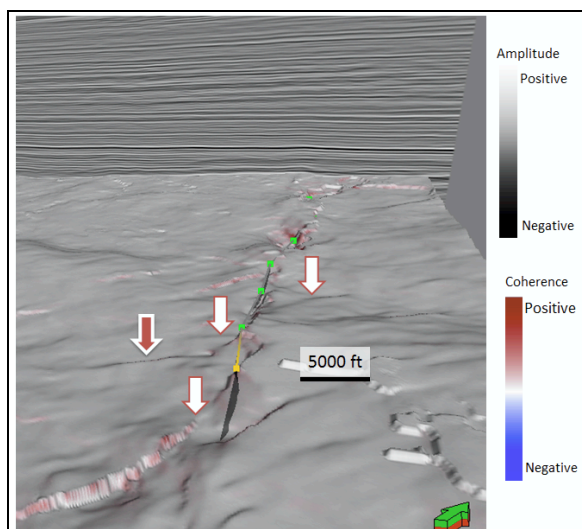 Amplitude
Positive
Negative
Coherence
Positive
Negative
5000 ft